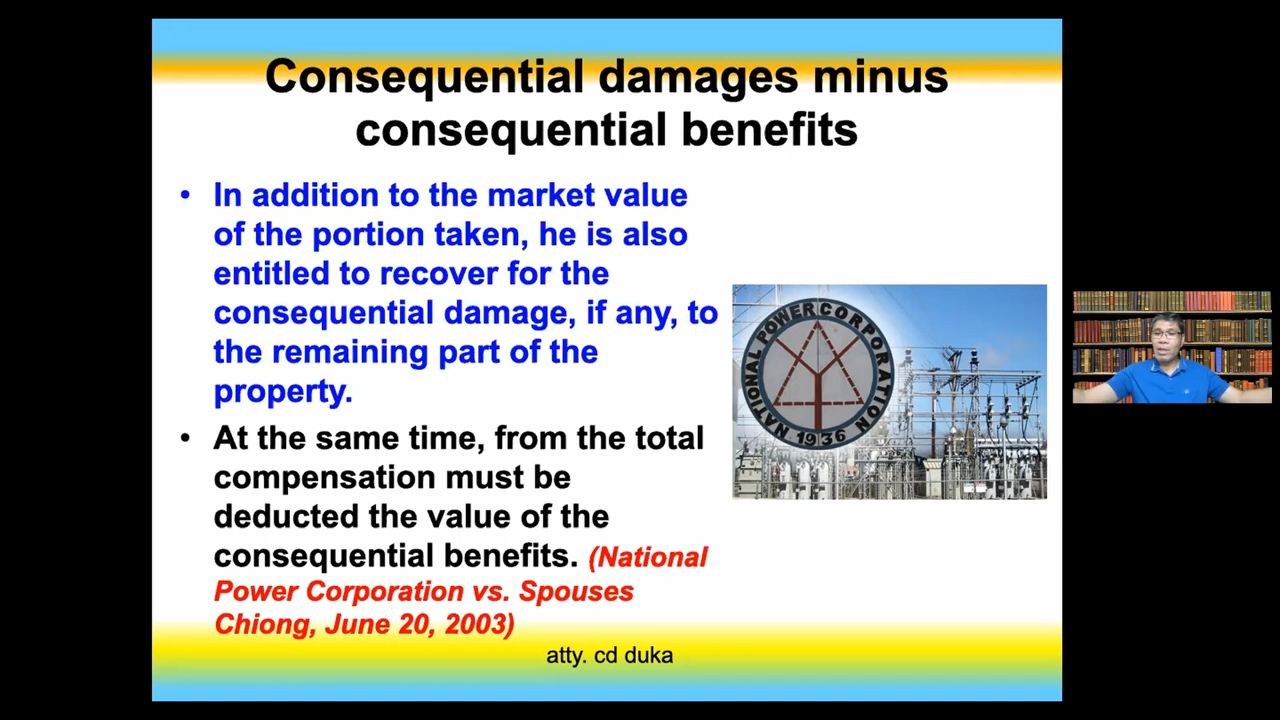 Consequential damages minus
consequential benefits
• In addition to the market value
of the portion taken, he is also
entitled to recover for the
consequential damage, if any, to
the remaining part of the
property.
• At the same time, from the total
compensation must be
deducted the value of the
consequential benefits. (National
Power Corporation vs. Spouses
Chiong, June 20, 2003)
NATIONAL POWER CORPORATION
1936
atty. cd duka